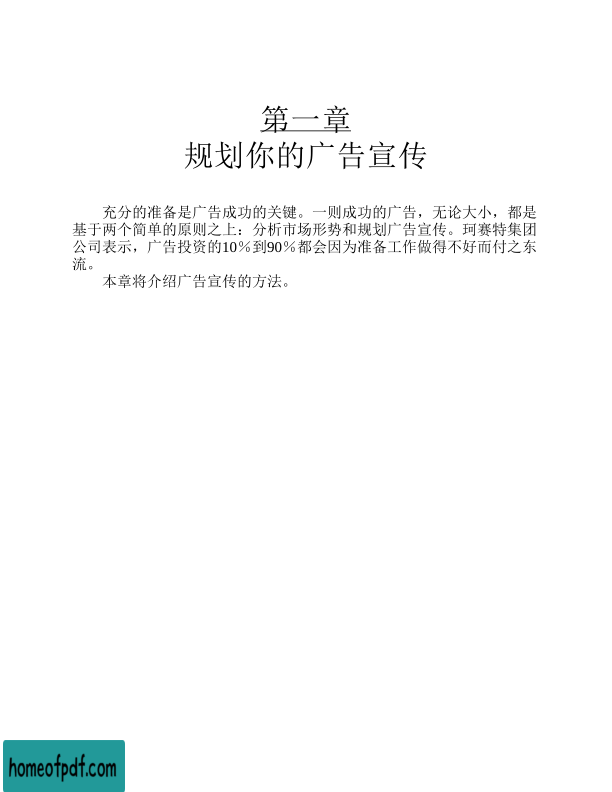 第一章
规划你的广告宣传
充分的准备是广告成功的关键。一则成功的广告，无论大小，都是
基于两个简单的原则之上：分析市场形势和规划广告宣传。珂赛特集团
公司表示，广告投资的10％到90％都会因为准备工作做得不好而付之东
流。
本章将介绍广告宣传的方法。
homeofpdf.com